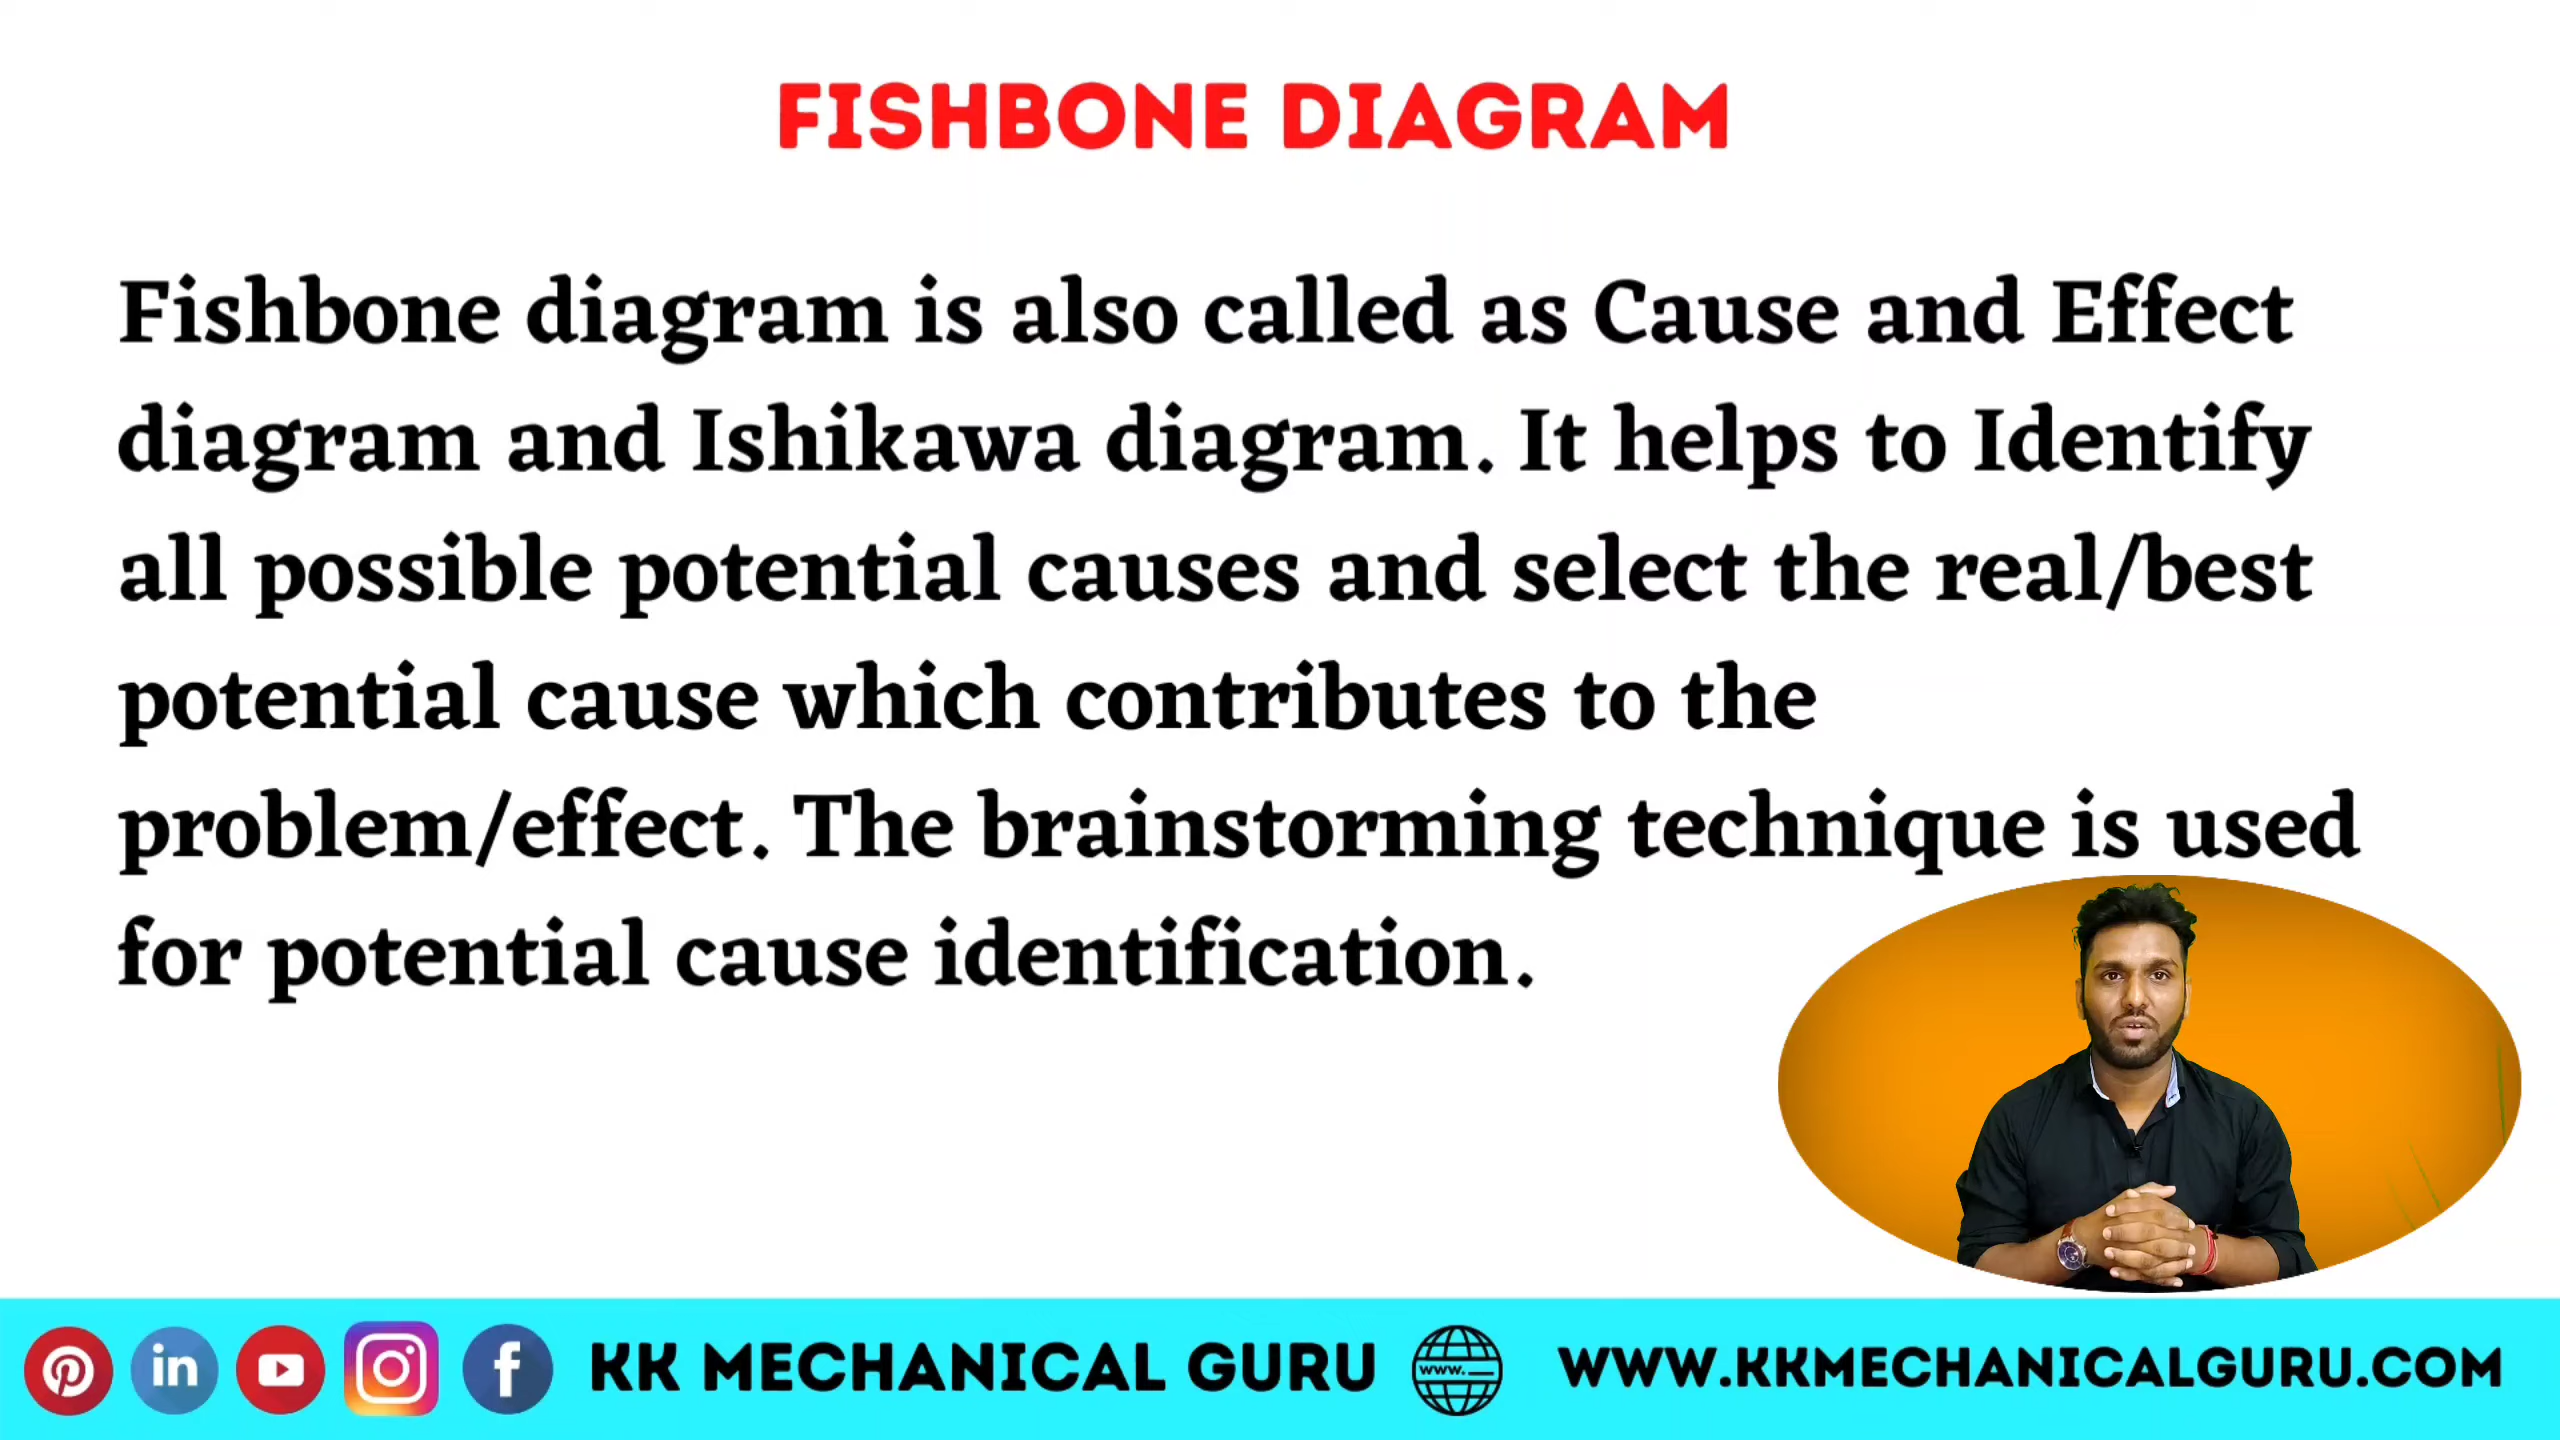 FISHBONE DIAGRAM
Fishbone diagram is also called as Cause and Effect
diagram and Ishikawa diagram. It helps to Identify
all possible potential causes and select the real/best
potential cause which contributes to the
problem/effect. The brainstorming technique is used
for potential cause identification.
in f KK MECHANICAL GURU www. WWW.KKMECHANICALGURU.COM